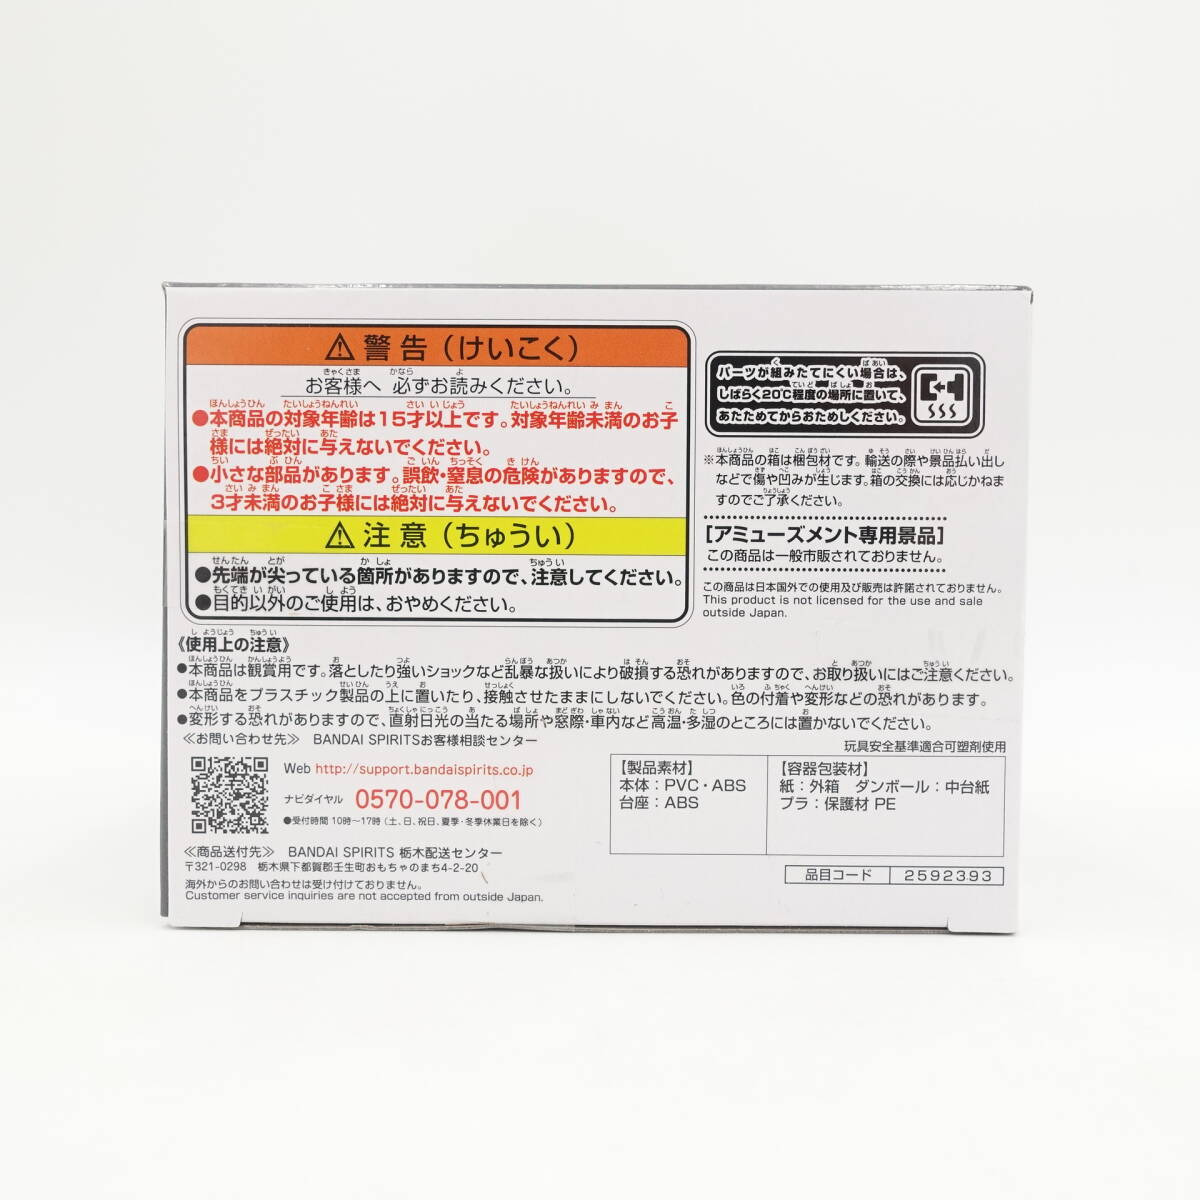 ⚠警告(けいこく)
お客様へ 必ずお読みください。
●本商品の対象年齢は15才以上です。対象年齢未満のお子
様には絶対に与えないでください。
●小さな部品があります。誤飲・窒息の危険がありますので、
3才未満のお子様には絶対に与えないでください。
⚠注意(ちゅうい)
●先端が尖っている箇所がありますので、注意してください。
●目的以外のご使用は、おやめください。
パーツが組みたてにくい場合は、
しばらく20℃程度の場所に置いて、
あたためてからおためしください。
※本商品の箱は梱包材です。輸送の際や景品払い出し
などで傷や凹みが生じます。箱の交換には応じかねま
すのでご了承ください。
[アミューズメント専用景品]
この商品は一般市販されておりません。
この商品は日本国外での使用及び販売は許諾されておりません。
This product is not licensed for the use and sale
outside Japan.
《使用上の注意》
●本商品は観賞用です。落としたり強いショックなど乱暴な扱いにより破損する恐れがありますので、お取り扱いにはご注意ください。
●本商品をプラスチック製品の上に置いたり、接触させたままにしないでください。色の付着や変形などの恐れがあります。
●変形する恐れがありますので、直射日光の当たる場所や窓際・車内など高温・多湿のところには置かないでください。
≪お問い合わせ先≫ BANDAI SPIRITSお客様相談センター
Web http://support.bandaispirits.co.jp
ナビダイヤル 0570-078-001
●受付時間 10時〜17時(土、日、祝日、夏季・冬季休業日を除く)
≪商品送付先≫ BANDAI SPIRITS 栃木配送センター
〒321-0298 栃木県下都賀郡壬生町おもちゃのまち4-2-20
海外からのお問い合わせは受け付けておりません。
Customer service inquiries are not accepted from outside Japan.
玩具安全基準適合可塑剤使用
【製品素材】
本体:PVC・ABS
台座:ABS
【容器包装材】
紙:外箱 ダンボール:中台紙
プラ:保護材 PE
品目コード 2592393